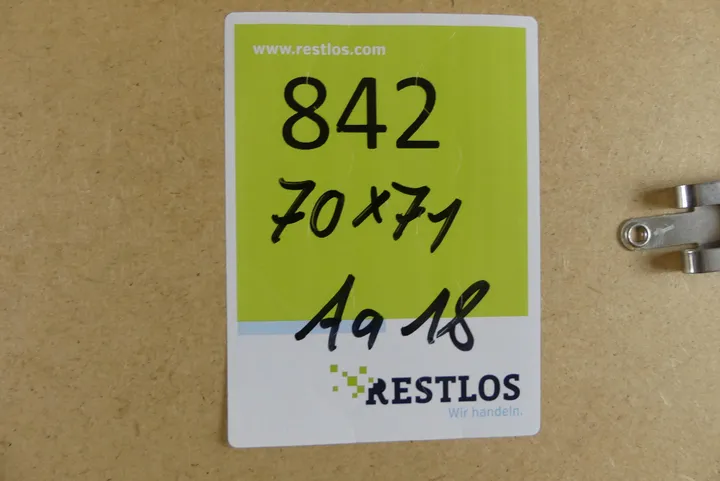 www.restlos.com
842
70x71
Aa 18
RESTLOS
Wir handeln.